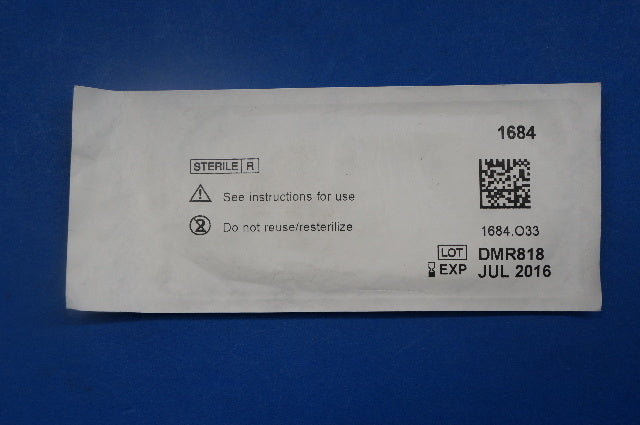 1684
STERILE R
See instructions for use
Do not reuse/resterilize
1684.O33
LOT DMR818
EXP JUL 2016